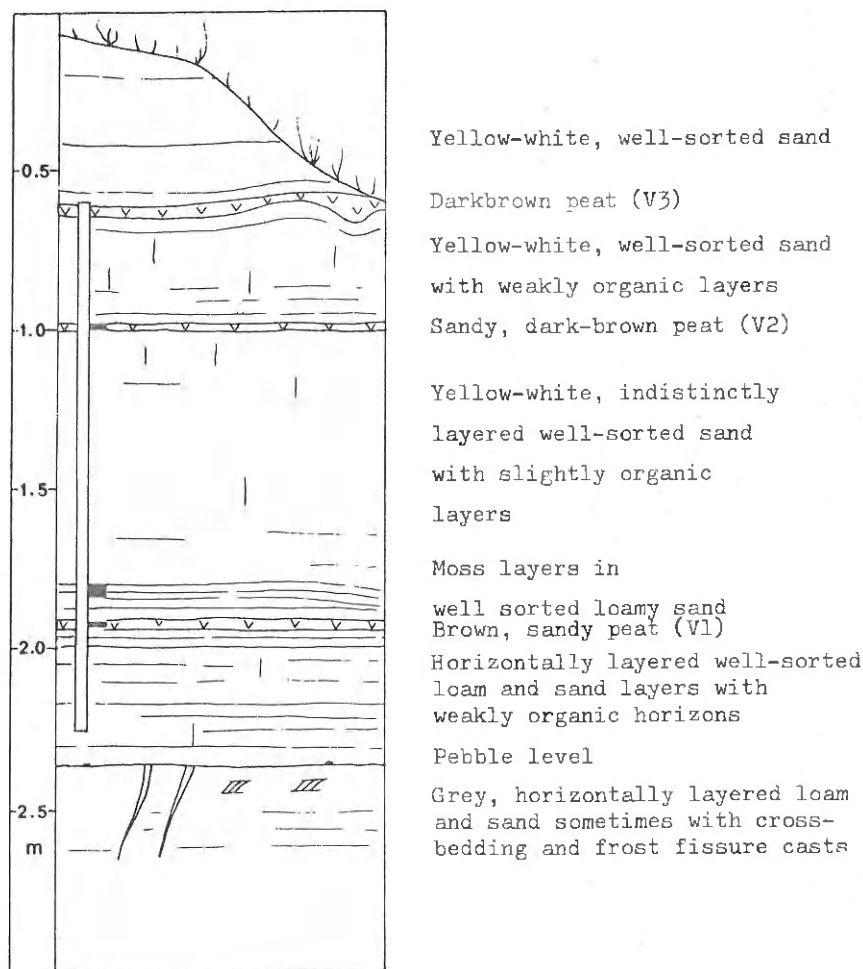 Yellow-white, well-sorted sand
-0.5-
Darkbrown peat (V3)
Yellow-white, well-sorted sand
with weakly organic layers
-1.0-
Sandy, dark-brown peat (V2)
Yellow-white, indistinctly
layered well-sorted sand
with slightly organic
-1.5-
layers
Moss layers in
well sorted loamy sand
Brown, sandy peat (V1)
-2.0-
Horizontally layered well-sorted
loam and sand layers with
weakly organic horizons
Pebble level
Grey, horizontally layered loam
-2.5-
and sand sometimes with cross-
m
bedding and frost fissure casts